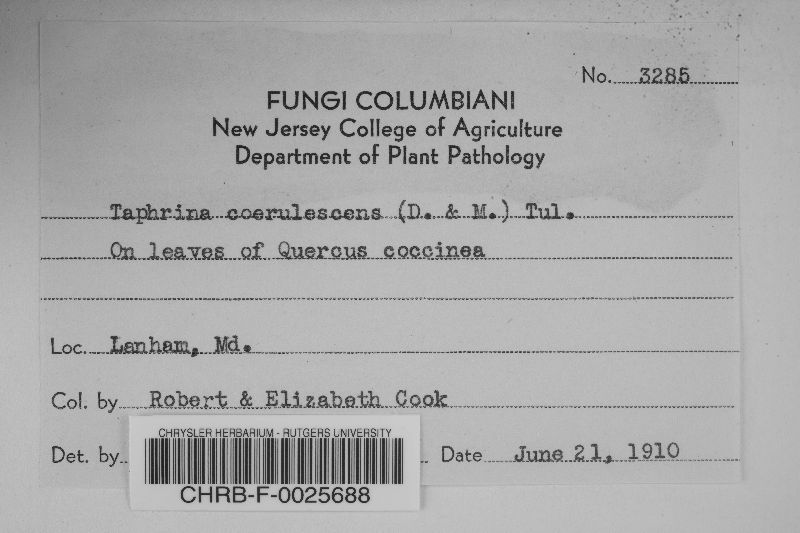 No. 3285
FUNGI COLUMBIANI
New Jersey College of Agriculture
Department of Plant Pathology
Taphrina coerulescens (D. & M.) Tul.
On leaves of Quercus coccinea
Loc. Lanham, Md.
Col. by Robert & Elizabeth Cook
Det. by Date June 21, 1910
CHRYSLER HERBARIUM - RUTGERS UNIVERSITY
CHRB-F-0025688